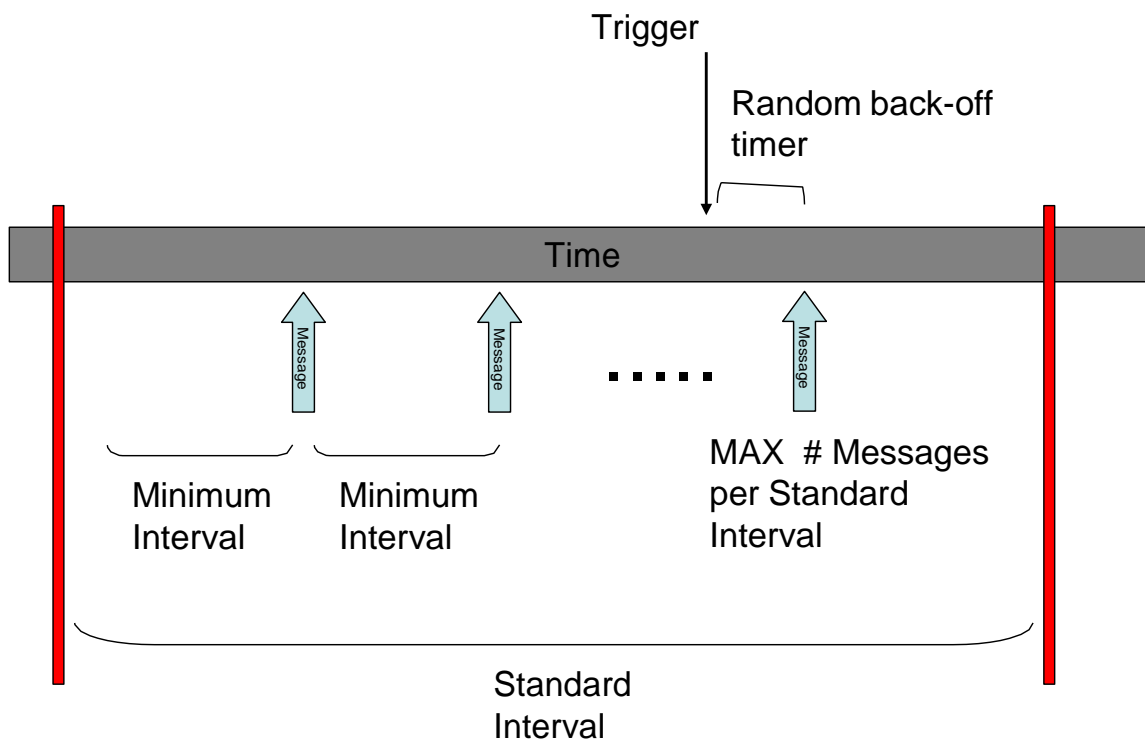 Trigger
Random back-off
timer
Time
Message
Message
Message
Minimum
Interval
Minimum
Interval
MAX # Messages
per Standard
Interval
Standard
Interval